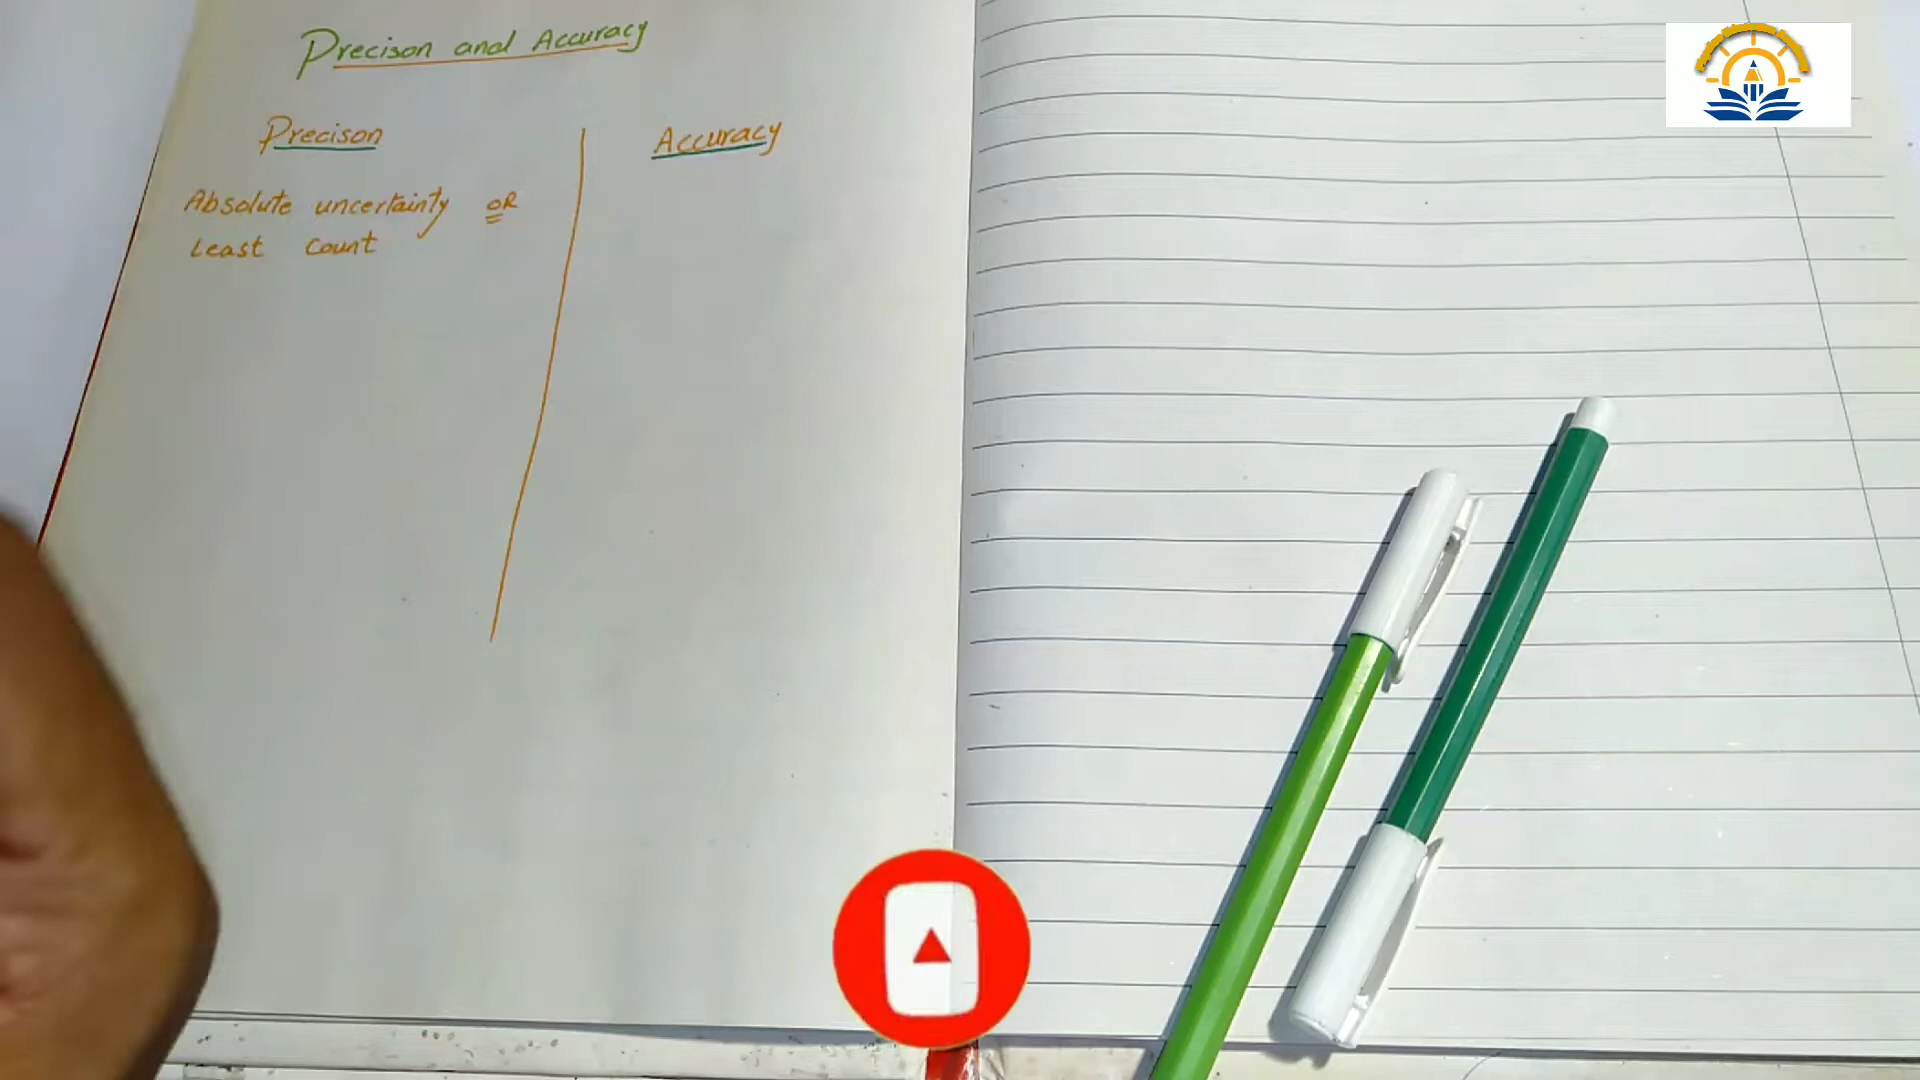 Precison and Accuracy
Precison
Accuracy
Absolute uncertainty OR
Least Count